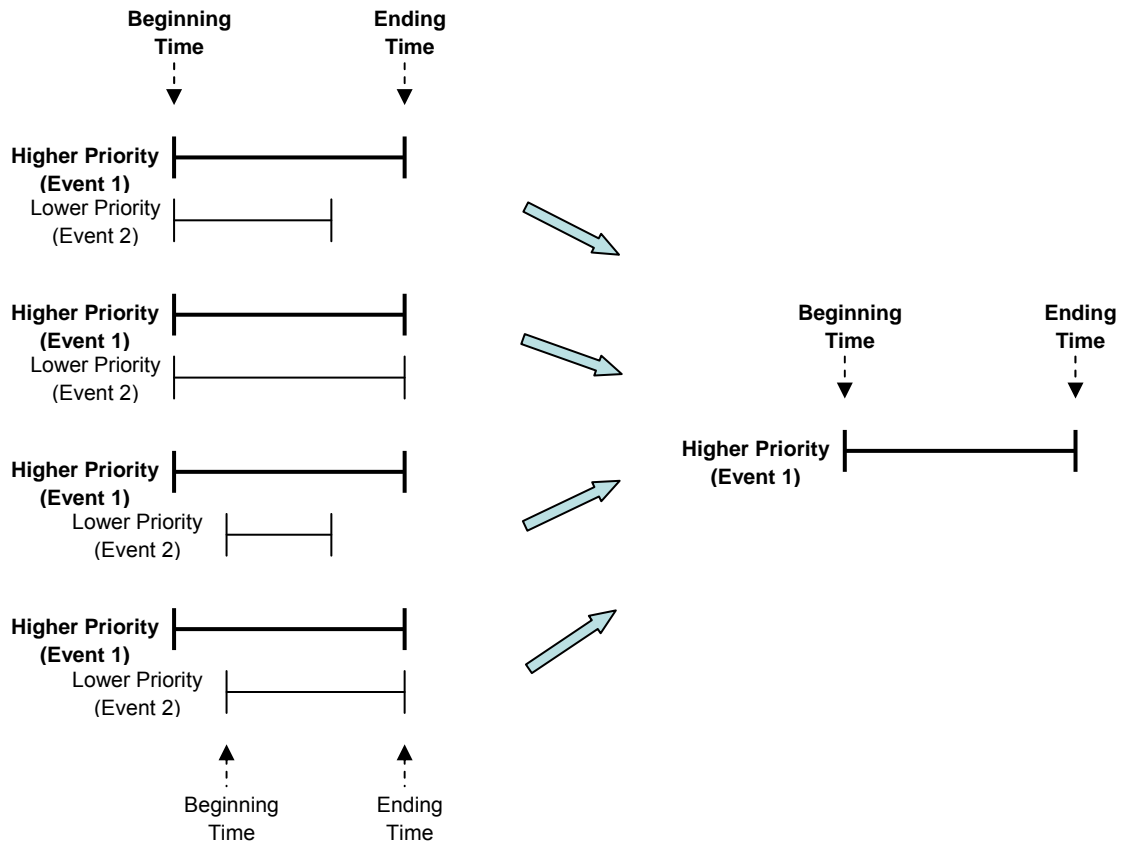 Beginning
Time
Ending
Time
Higher Priority
(Event 1)
Lower Priority
(Event 2)
Higher Priority
(Event 1)
Lower Priority
(Event 2)
Higher Priority
(Event 1)
Lower Priority
(Event 2)
Higher Priority
(Event 1)
Lower Priority
(Event 2)
Beginning
Time
Ending
Time
Beginning
Time
Ending
Time
Higher Priority
(Event 1)